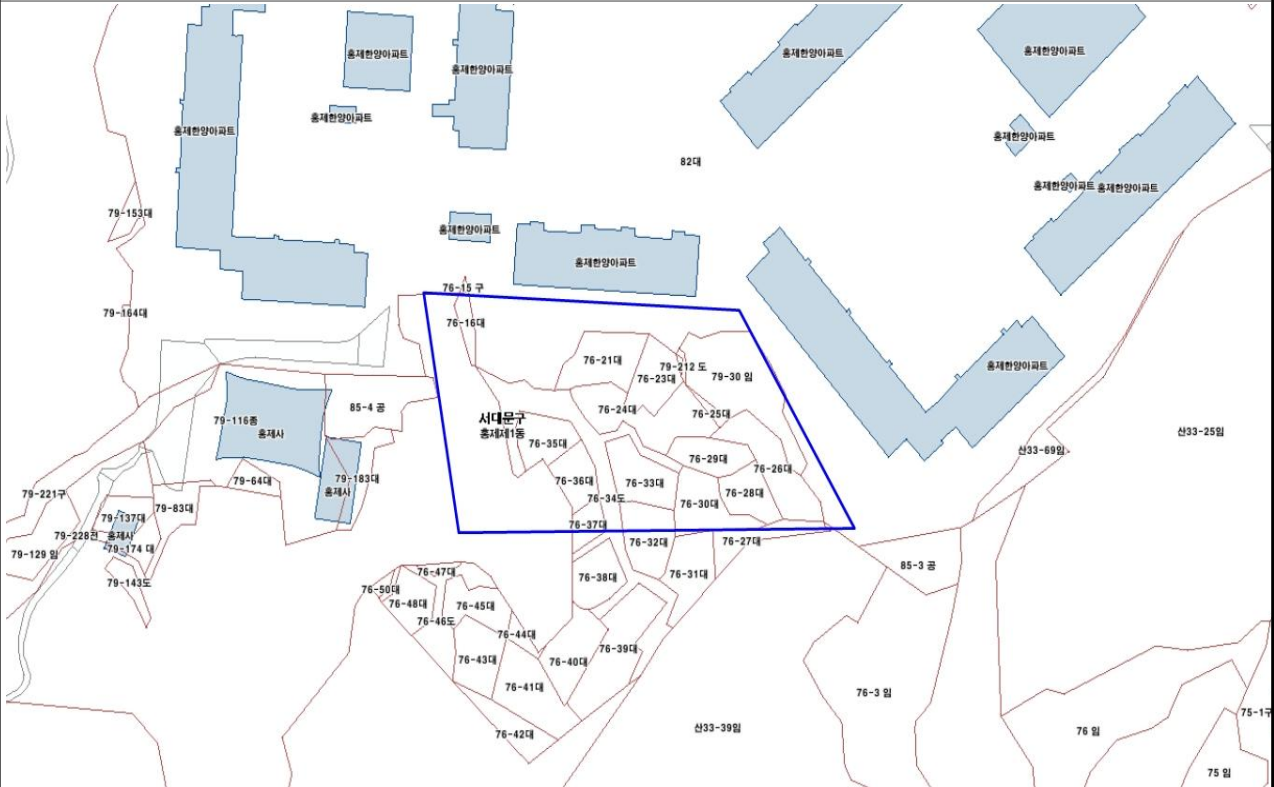 홍제한양아파트
홍제한양아파트
홍제한양아파트
홍제한양아파트
홍제한양아파트
홍제한양아파트
홍제한양아파트
홍제한양아파트
82대
홍제한양아파트
홍제한양아파트
79-153대
홍제한양아파트
홍제한양아파트
76-15 구
79-164대
76-16대
76-21대
79-212 도
76-23대
79-30 임
홍제한양아파트
85-4 공
76-24대
76-25대
79-116종
서대문구
홍제제1동
홍제사
76-35대
산33-25임
산33-69임
76-29대
76-26대
79-64대
79-183대
76-36대
76-33대
홍제사
76-28대
79-221구
76-34도
76-30대
79-83대
79-137대
76-37대
79-228전
홍제사
76-32대
76-27대
79-174 대
79-129 임
85-3 공
76-47대
76-31대
79-143도
76-38대
76-50대
76-48대
76-45대
76-46도
76-44대
76-39대
76-43대
76-40대
76-41대
76-3 임
75-1구
산33-39임
76-42대
76 임
75 임